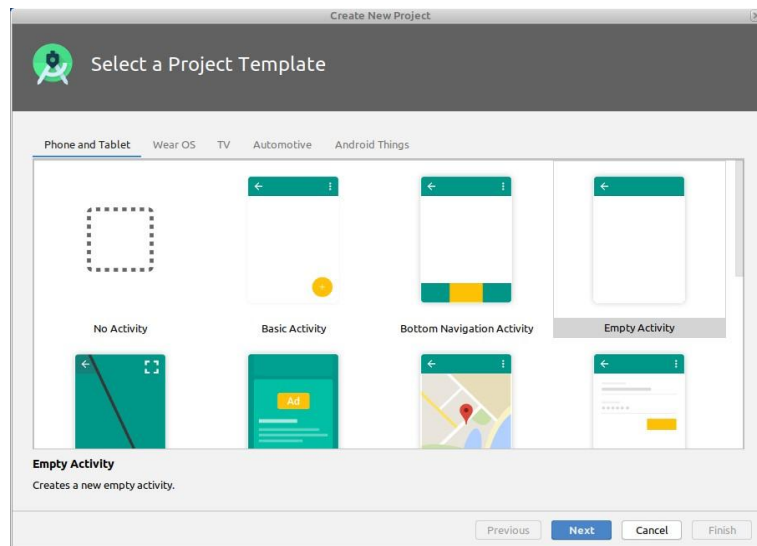 Create New Project
Select a Project Template
Phone and Tablet Wear OS TV Automotive Android Things
No Activity Basic Activity Bottom Navigation Activity Empty Activity
Ad
Empty Activity
Creates a new empty activity.
Previous Next Cancel Finish